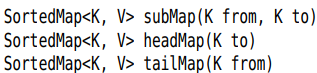 SortedMap<K, V> subMap(K from, K to)
SortedMap<K, V> headMap(K to)
SortedMap<K, V> tailMap(K from)